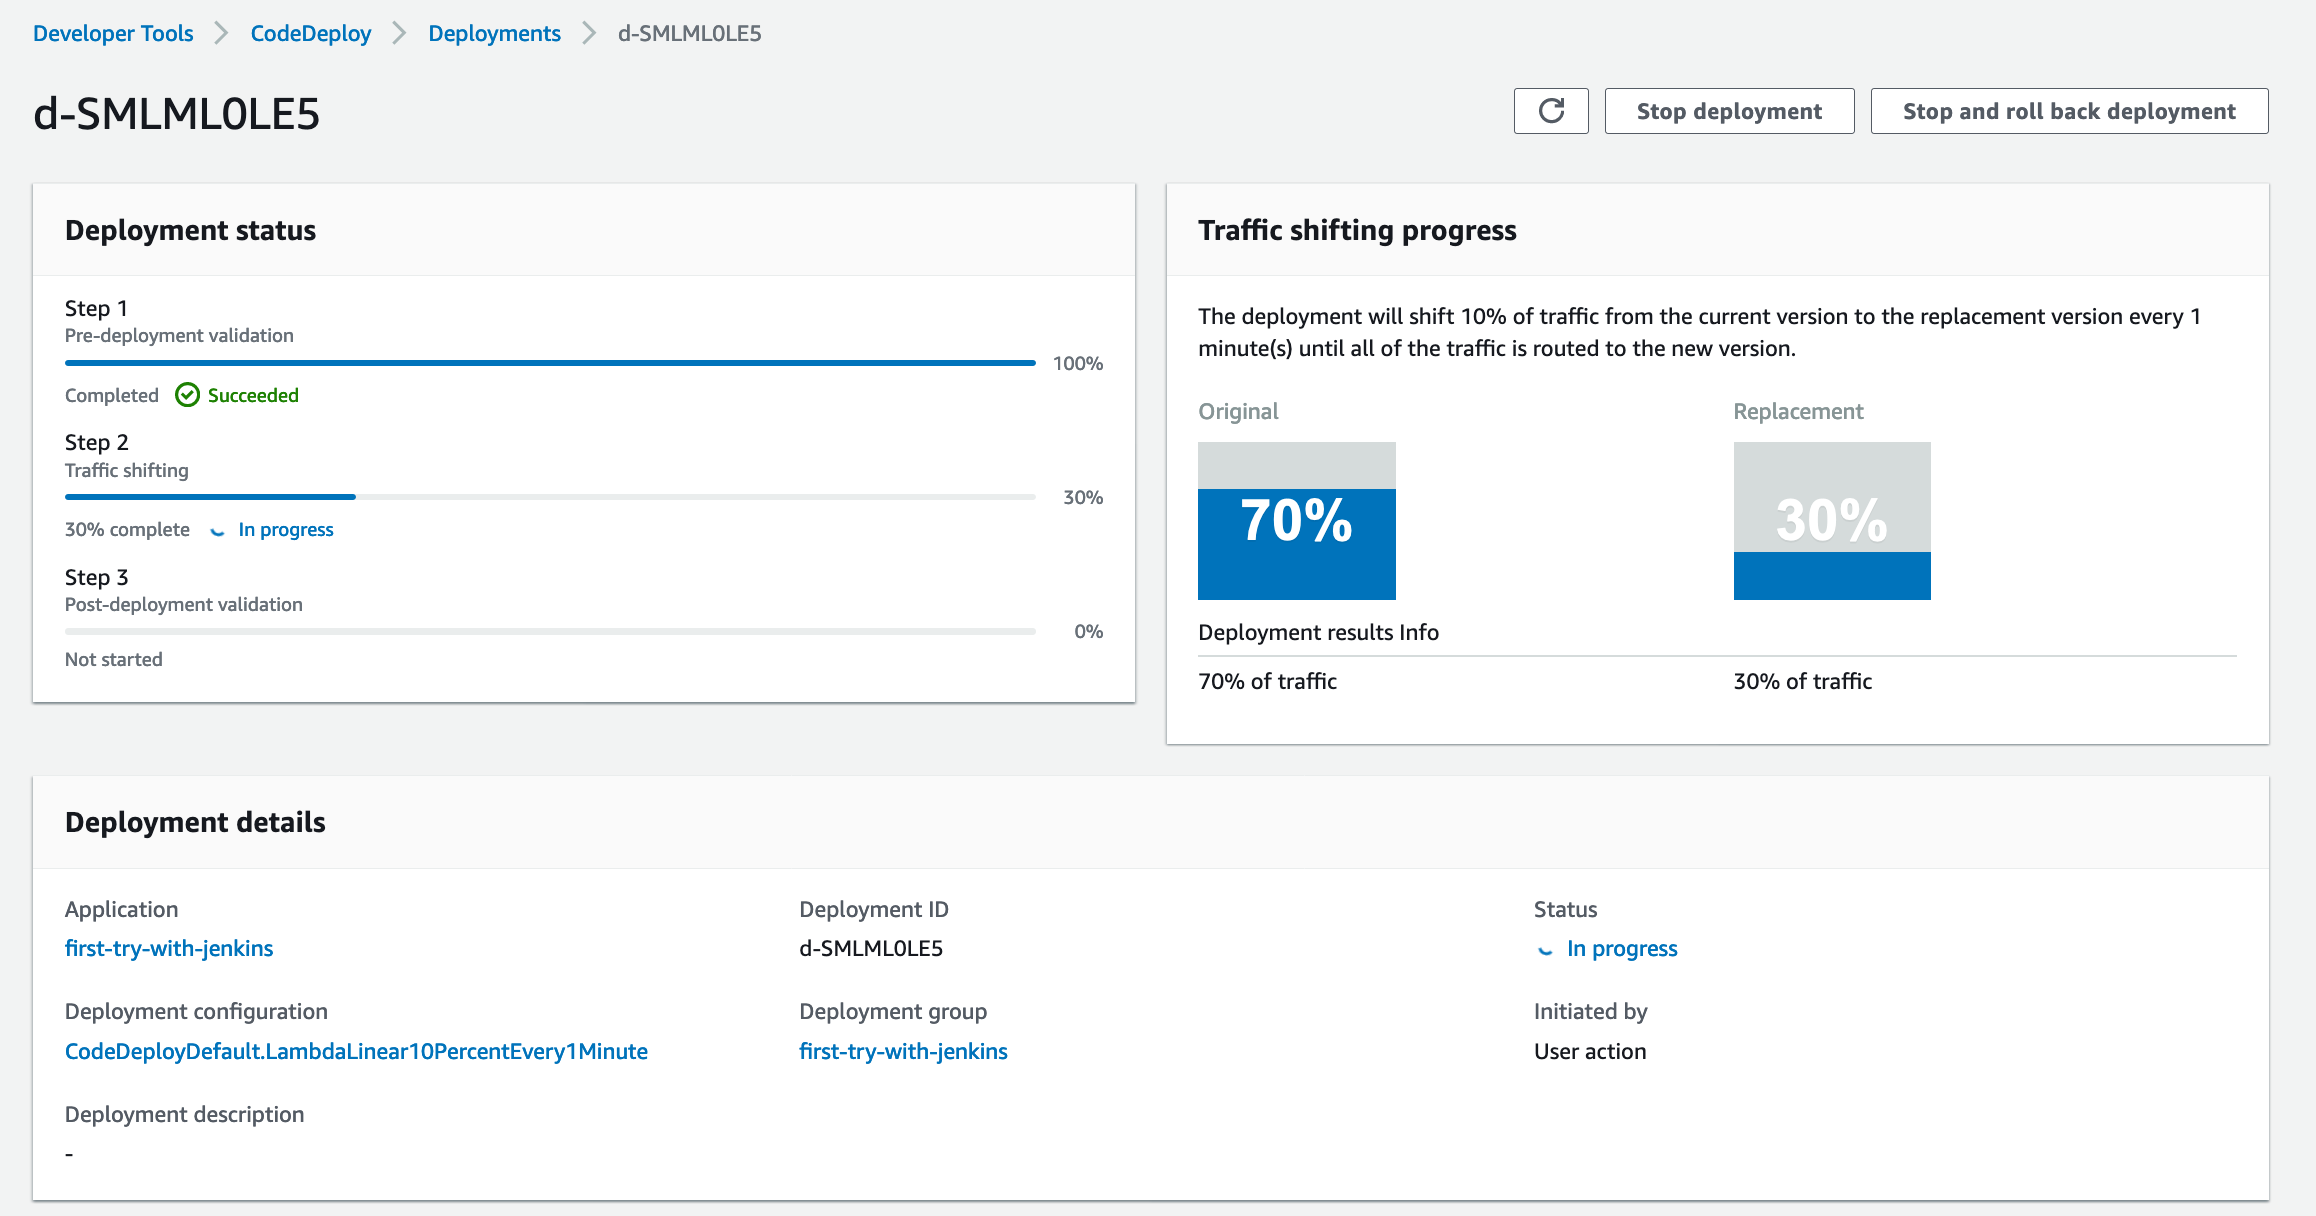 Developer Tools > CodeDeploy > Deployments > d-SMLML0LE5
d-SMLML0LE5
Stop deployment
Stop and roll back deployment
Deployment status
Step 1
Pre-deployment validation
100%
Completed Succeeded
Step 2
Traffic shifting
30%
30% complete In progress
Step 3
Post-deployment validation
0%
Not started
Traffic shifting progress
The deployment will shift 10% of traffic from the current version to the replacement version every 1
minute(s) until all of the traffic is routed to the new version.
Original
Replacement
70%
30%
Deployment results Info
70% of traffic
30% of traffic
Deployment details
Application
first-try-with-jenkins
Deployment ID
d-SMLML0LE5
Status
In progress
Deployment configuration
CodeDeployDefault.LambdaLinear10PercentEvery1Minute
Deployment group
first-try-with-jenkins
Initiated by
User action
Deployment description
-